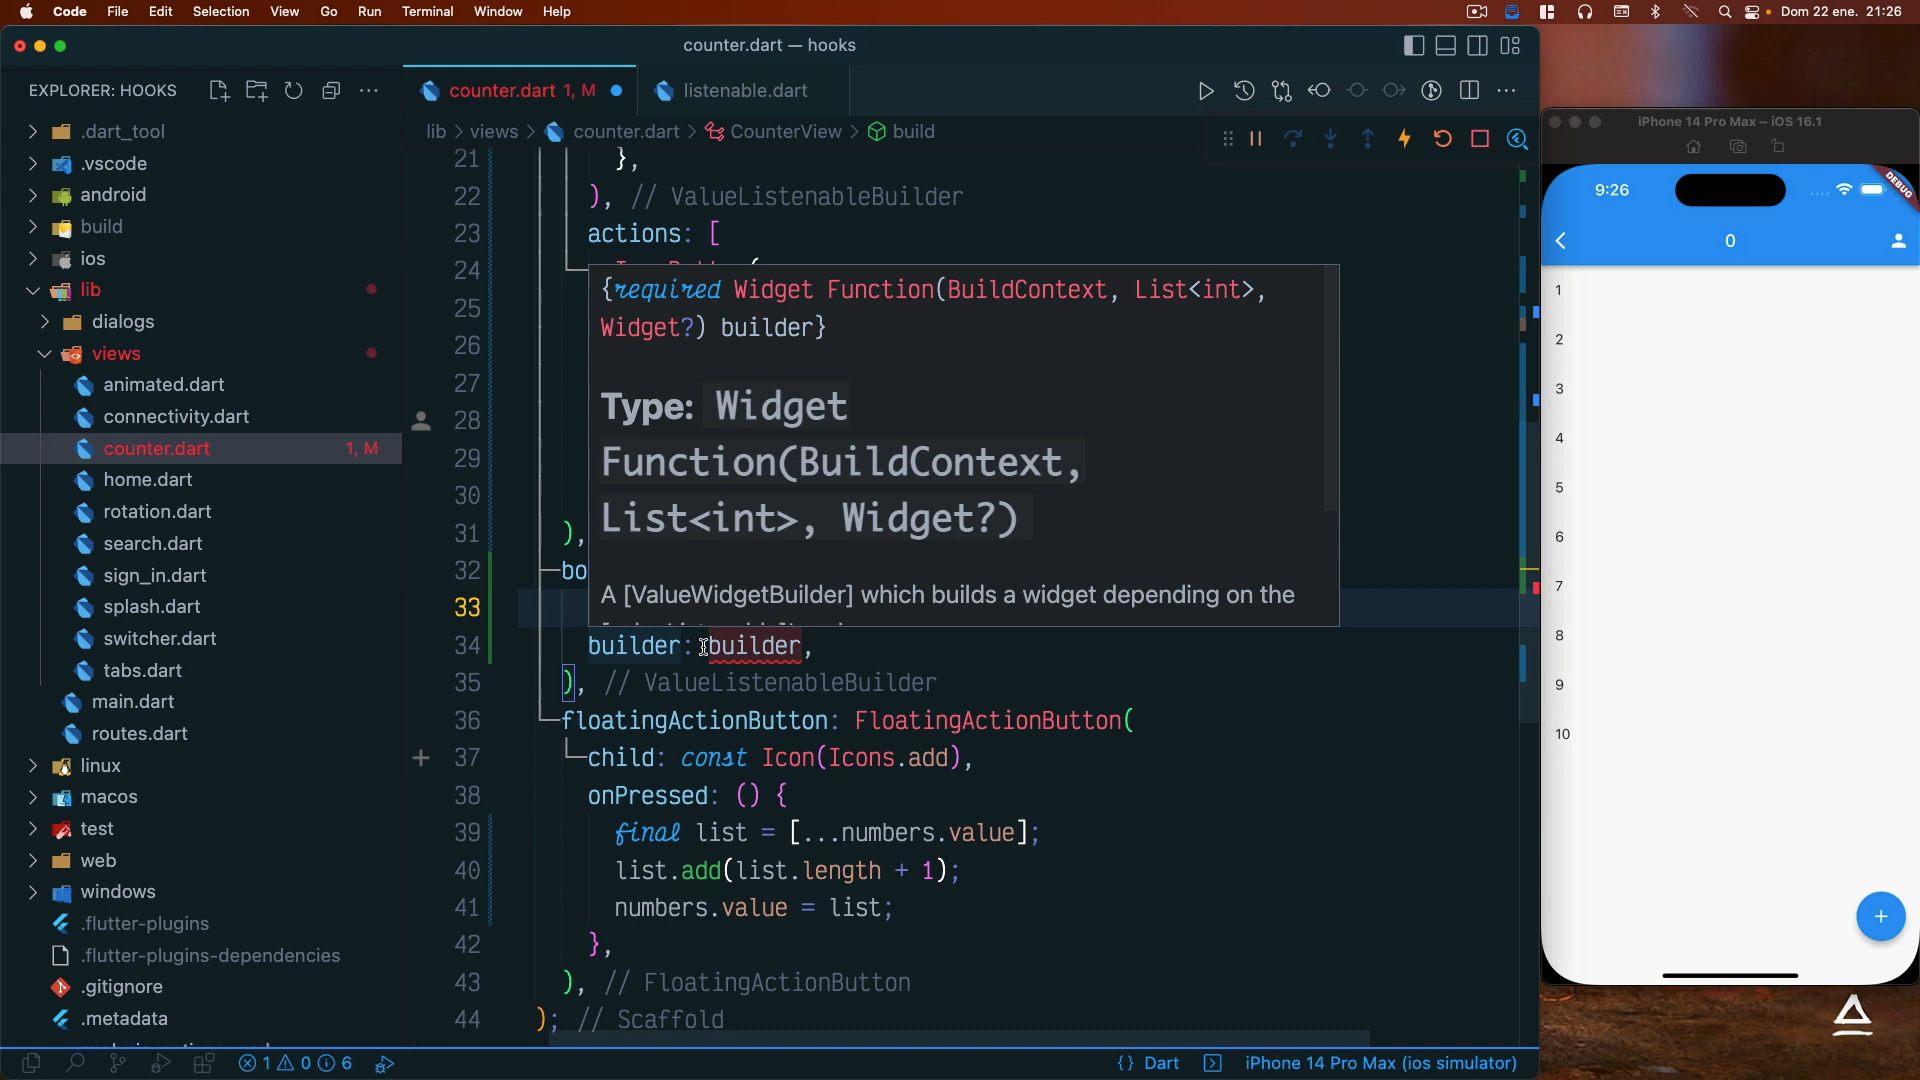 Code File Edit Selection View Go Run Terminal Window Help Dom 22 ene. 21:26
counter.dart — hooks
EXPLORER: HOOKS
counter.dart 1, M
listenable.dart
lib > views > counter.dart > CounterView > build
.dart_tool
.vscode
android
build
ios
lib
dialogs
views
animated.dart
connectivity.dart
counter.dart 1, M
home.dart
rotation.dart
search.dart
sign_in.dart
splash.dart
switcher.dart
tabs.dart
main.dart
routes.dart
linux
macos
test
web
windows
.flutter-plugins
.flutter-plugins-dependencies
.gitignore
.metadata
21 },
22 ), // ValueListenableBuilder
23 actions: [
24
25
26
27
28
29
30
31 ),
32 bo
33
34 builder: builder,
35 ), // ValueListenableBuilder
36 floatingActionButton: FloatingActionButton(
37 child: const Icon(Icons.add),
38 onPressed: () {
39 final list = [...numbers.value];
40 list.add(list.length + 1);
41 numbers.value = list;
42 },
43 ), // FloatingActionButton
44 ); // Scaffold
{required Widget Function(BuildContext, List<int>,
Widget?) builder}
Type: Widget
Function(BuildContext,
List<int>, Widget?)
A [ValueWidgetBuilder] which builds a widget depending on the
1 0 6
{} Dart
iPhone 14 Pro Max (ios simulator)
iPhone 14 Pro Max – iOS 16.1
9:26
DEBUG
0
1
2
3
4
5
6
7
8
9
10
+